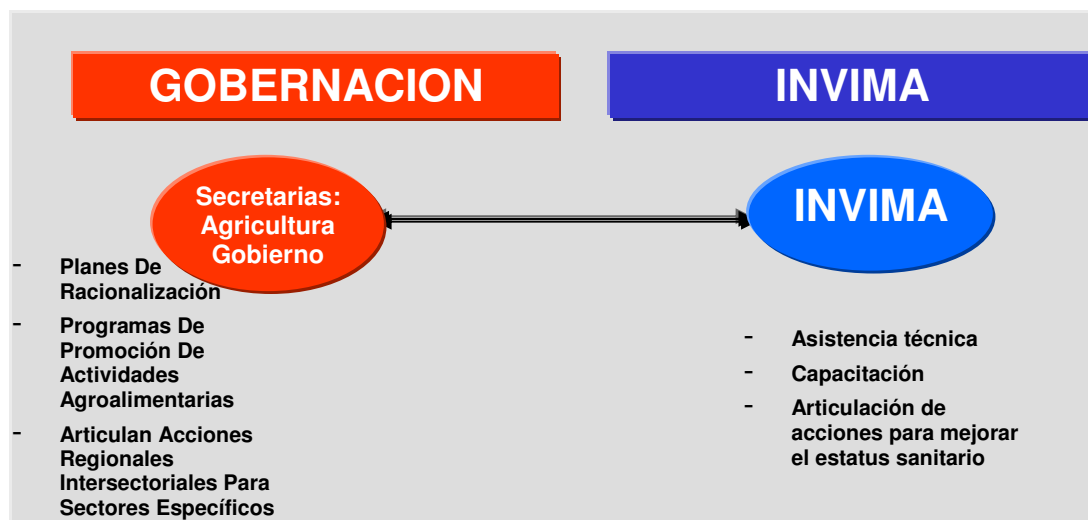 GOBERNACION
INVIMA
Secretarias:
Agricultura
Gobierno
INVIMA
- Planes De
Racionalización
- Programas De
Promoción De
Actividades
Agroalimentarias
- Articulan Acciones
Regionales
Intersectoriales Para
Sectores Específicos
- Asistencia técnica
- Capacitación
- Articulación de
acciones para mejorar
el estatus sanitario